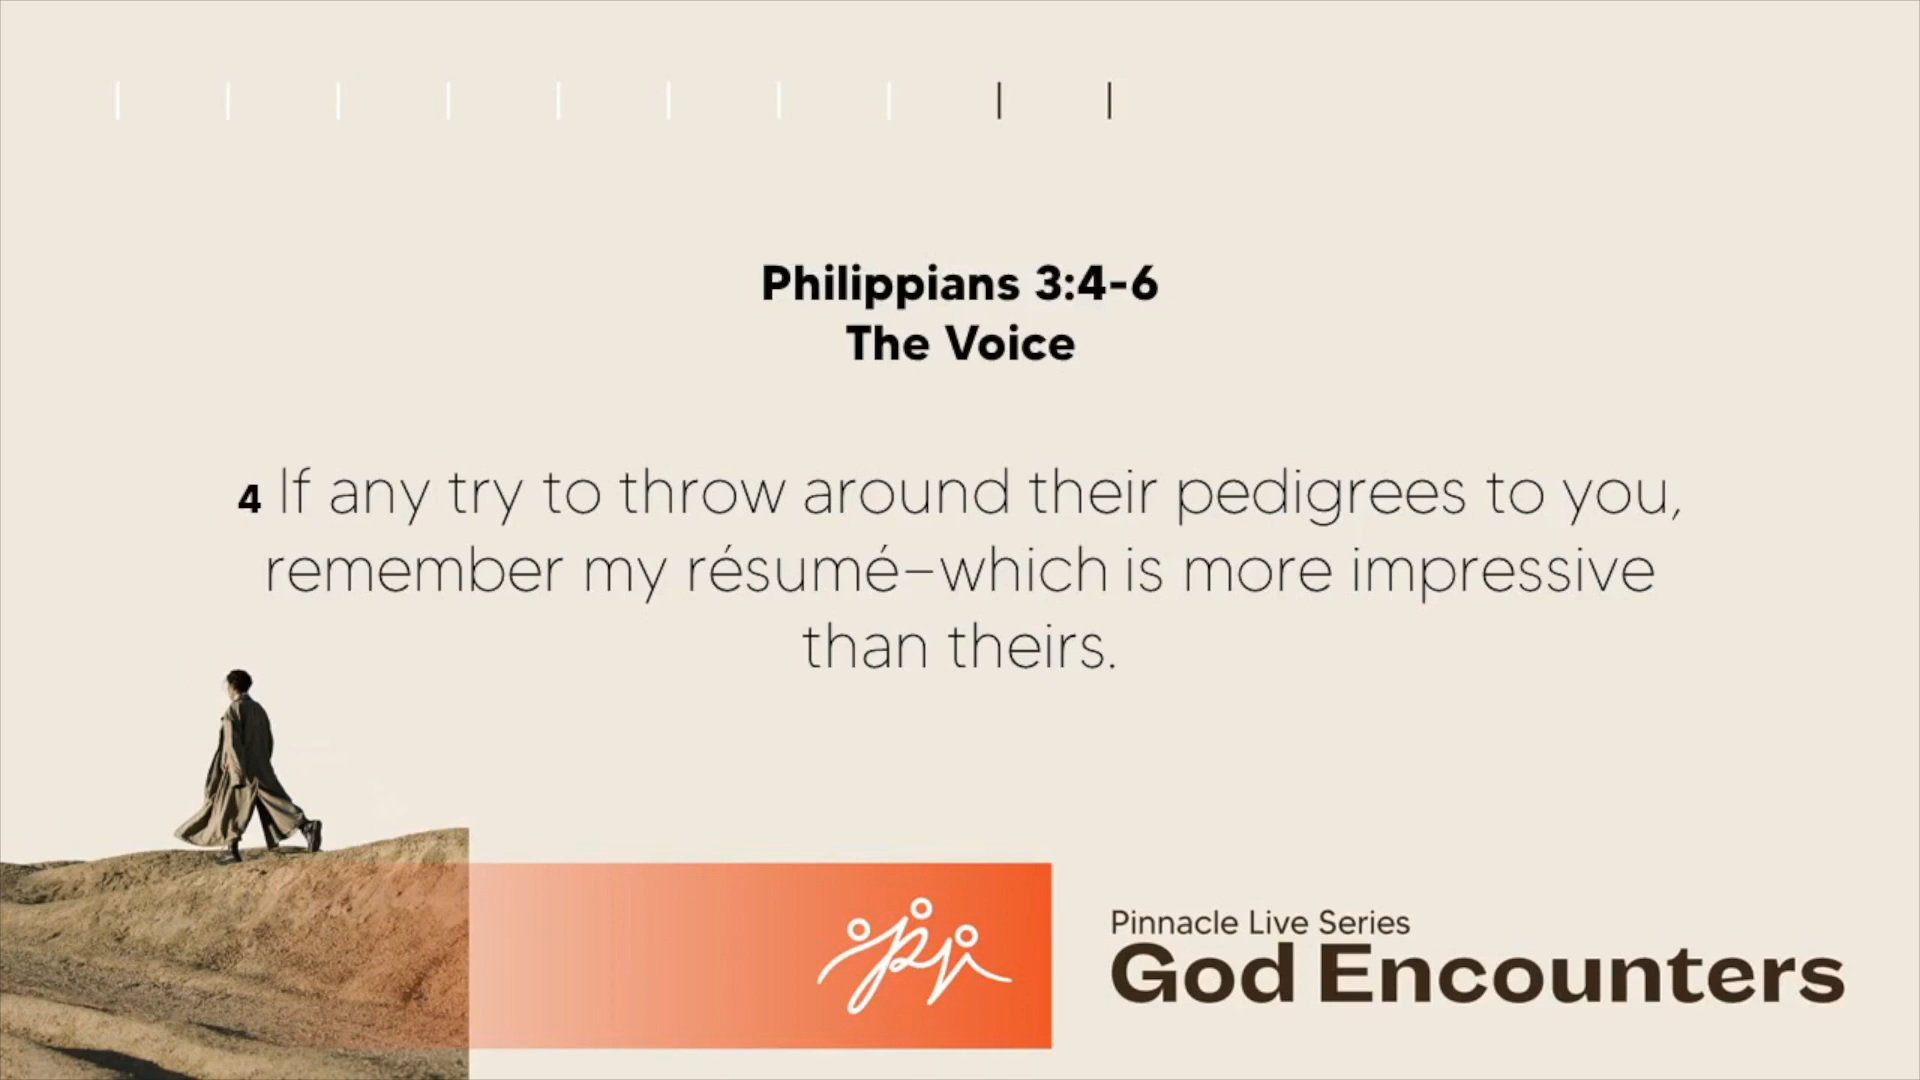 Philippians 3:4-6
The Voice
4 If any try to throw around their pedigrees to you,
remember my résumé–which is more impressive
than theirs.
Pinnacle Live Series
God Encounters